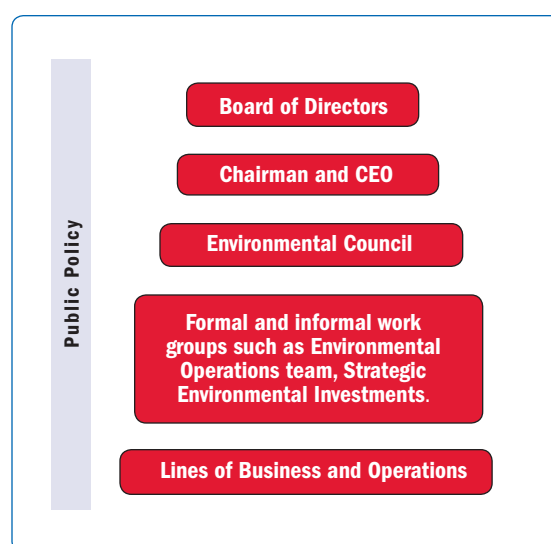 Public Policy
Board of Directors
Chairman and CEO
Environmental Council
Formal and informal work
groups such as Environmental
Operations team, Strategic
Environmental Investments.
Lines of Business and Operations